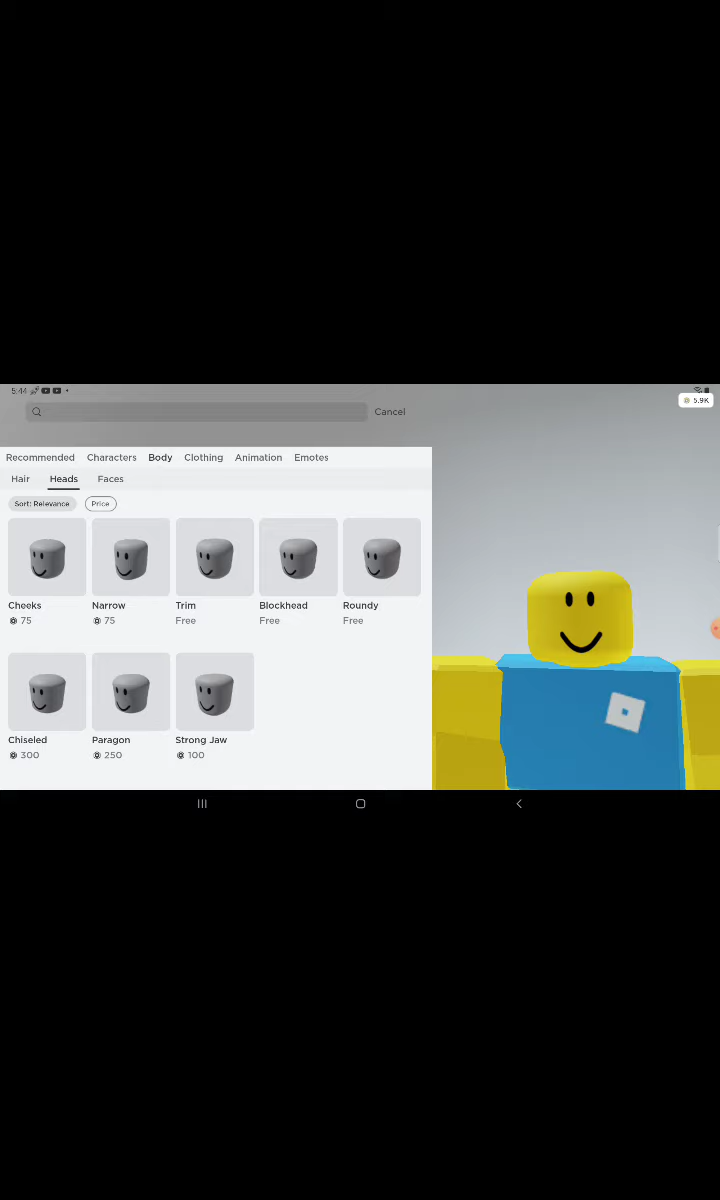 5:44
5.9K
Cancel
Recommended Characters Body Clothing Animation Emotes
Hair Heads Faces
Sort: Relevance Price
Cheeks Narrow Trim Blockhead Roundy
75 75 Free Free Free
Chiseled Paragon Strong Jaw
300 250 100